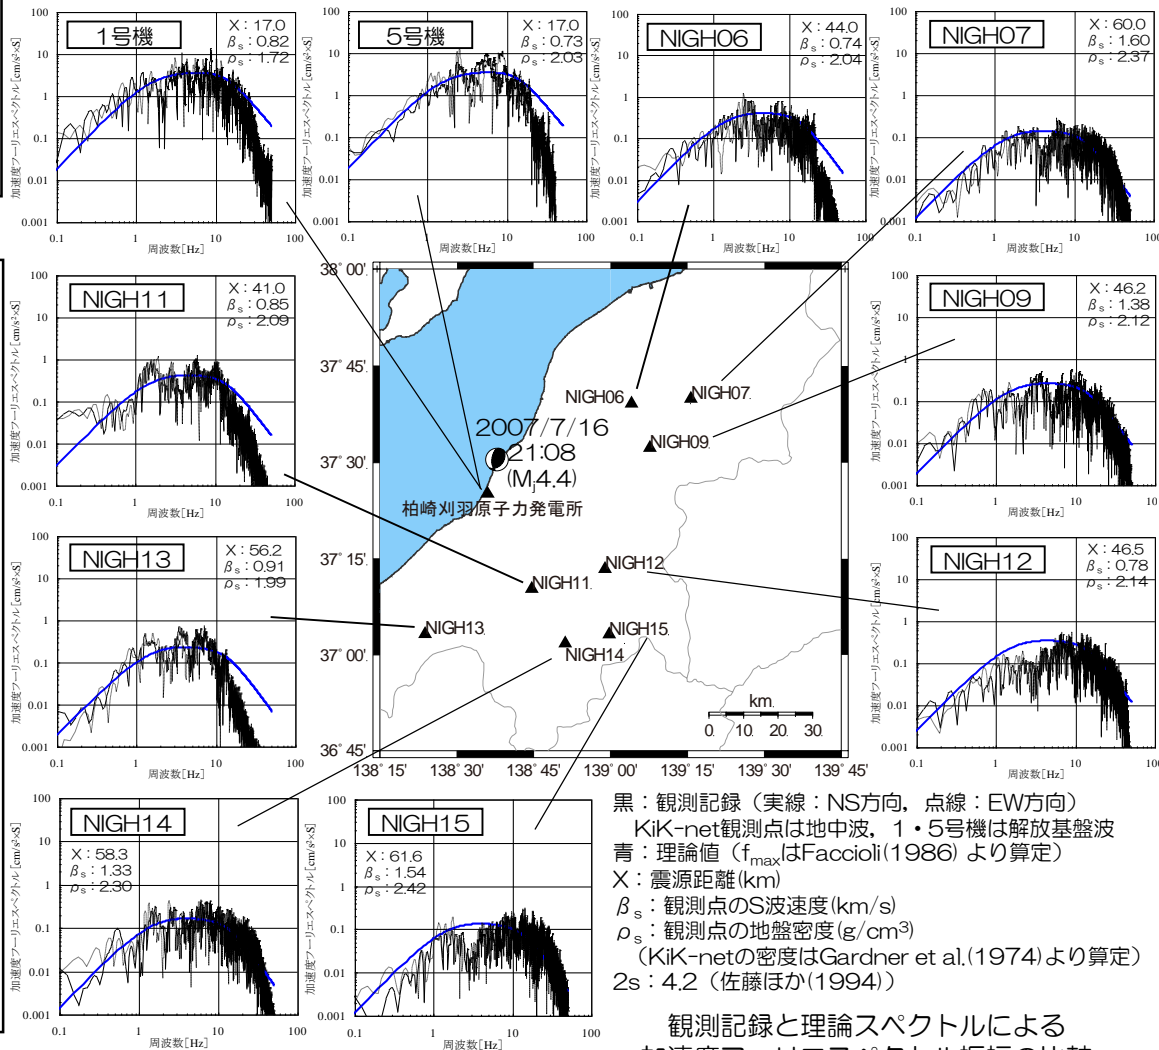 1号機
X：17.0
βs：0.82
ρs：1.72
5号機
X：17.0
βs：0.73
ρs：2.03
NIGH06
X：44.0
βs：0.74
ρs：2.04
NIGH07
X：60.0
βs：1.60
ρs：2.37
加速度フーリエスペクトル[cm/s²×S]
100
10
1
0.1
0.01
0.001
0.1 1 10 100
周波数[Hz]
NIGH11
X：41.0
βs：0.85
ρs：2.09
NIGH09
X：46.2
βs：1.38
ρs：2.12
NIGH13
X：56.2
βs：0.91
ρs：1.99
NIGH12
X：46.5
βs：0.78
ρs：2.14
NIGH14
X：58.3
βs：1.33
ρs：2.30
NIGH15
X：61.6
βs：1.54
ρs：2.42
38° 00'
37° 45'
37° 30'
37° 15'
37° 00'
36° 45'
138° 15' 138° 30' 138° 45' 139° 00' 139° 15' 139° 30' 139° 45'
NIGH06
NIGH07
NIGH09
2007/7/16
21:08
(Mj4.4)
柏崎刈羽原子力発電所
NIGH12
NIGH11
NIGH13
NIGH15
NIGH14
km
0 10 20 30
黒：観測記録（実線：NS方向，点線：EW方向）
KiK-net観測点は地中波，1・5号機は解放基盤波
青：理論値（fmaxはFaccioli(1986) より算定）
X：震源距離(km)
βs：観測点のS波速度(km/s)
ρs：観測点の地盤密度(g/cm³)
（KiK-netの密度はGardner et al.(1974)より算定）
2s：4.2（佐藤ほか(1994)）
観測記録と理論スペクトルによる